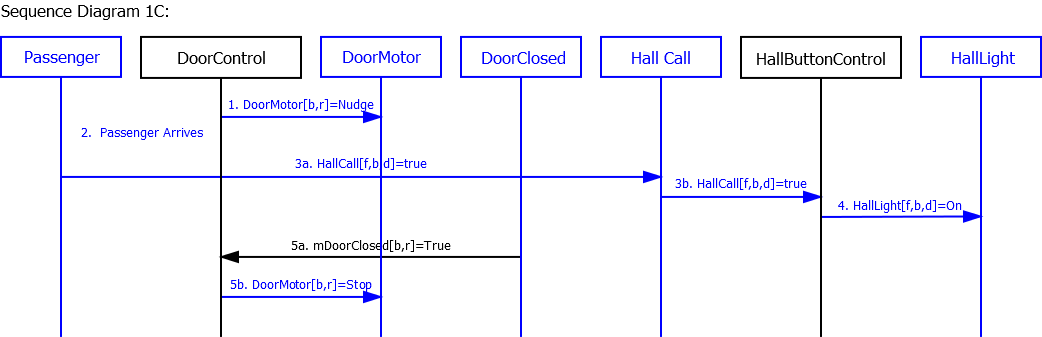 Sequence Diagram 1C:
Passenger
DoorControl
DoorMotor
DoorClosed
Hall Call
HallButtonControl
HallLight
1. DoorMotor[b,r]=Nudge
2. Passenger Arrives
3a. HallCall[f,b,d]=true
3b. HallCall[f,b,d]=true
4. HallLight[f,b,d]=On
5a. mDoorClosed[b,r]=True
5b. DoorMotor[b,r]=Stop